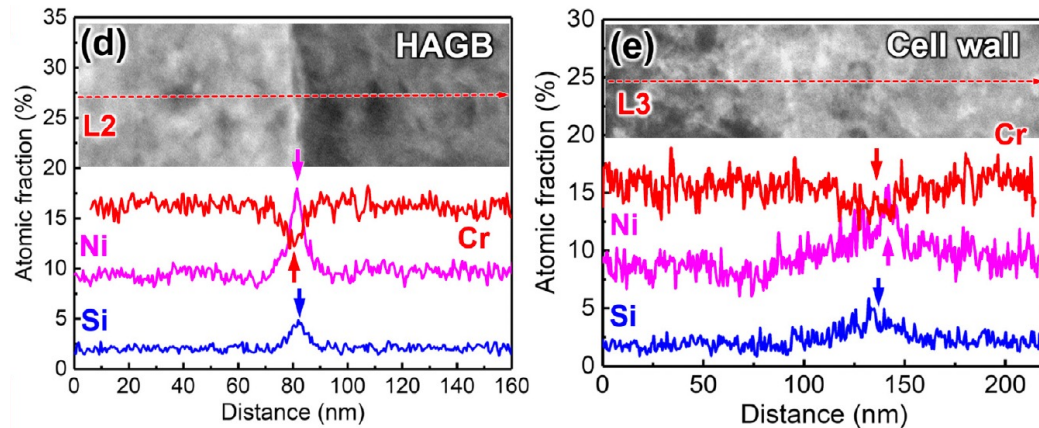 (d)
HAGB
L2
Cr
Ni
Si
Atomic fraction (%)
35
30
25
20
15
10
5
0
0 20 40 60 80 100 120 140 160
Distance (nm)
(e)
Cell wall
L3
Cr
Ni
Si
Atomic fraction (%)
30
25
20
15
10
5
0
0 50 100 150 200
Distance (nm)